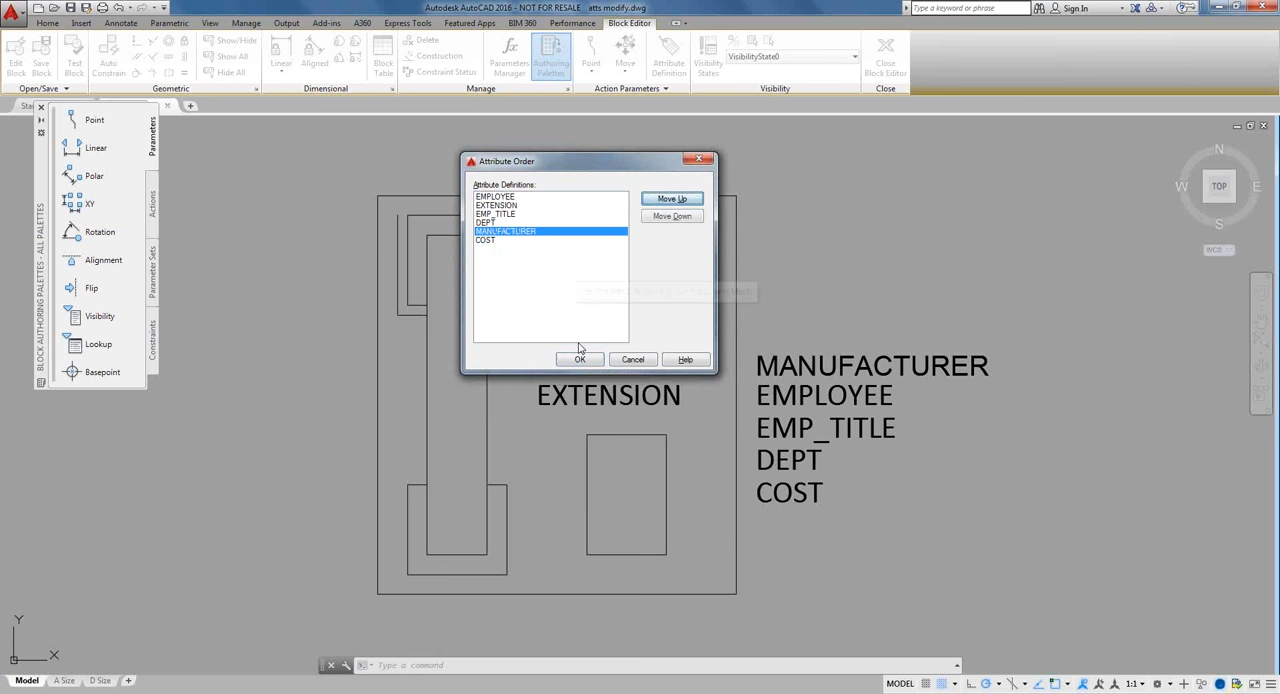 Autodesk AutoCAD 2016 - NOT FOR RESALE atts modify.dwg
Type a keyword or phrase
Sign In
Home Insert Annotate Parametric View Manage Output Add-ins A360 Express Tools Featured Apps BIM 360 Performance Block Editor
Edit Block
Save Block
Test Block
Open/Save
Auto Constrain
Show/Hide
Show All
Hide All
Geometric
Linear
Aligned
Dimensional
Block Table
Delete
Construction
Constraint Status
Parameters Manager
Authoring Palettes
Manage
Point
Move
Attribute Definition
Action Parameters
Visibility States
VisibilityState0
Visibility
Close Block Editor
Close
Sta
Point
Linear
Polar
XY
Rotation
Alignment
Flip
Visibility
Lookup
Basepoint
Parameters
Actions
Parameter Sets
Constraints
BLOCK AUTHORING PALETTES - ALL PALETTES
Attribute Order
Attribute Definitions:
EMPLOYEE
EXTENSION
EMP_TITLE
DEPT
MANUFACTURER
COST
Move Up
Move Down
OK Cancel Help
N
W TOP E
S
WCS
EXTENSION
MANUFACTURER
EMPLOYEE
EMP_TITLE
DEPT
COST
Y
X
Type a command
Model A Size D Size
MODEL
1:1